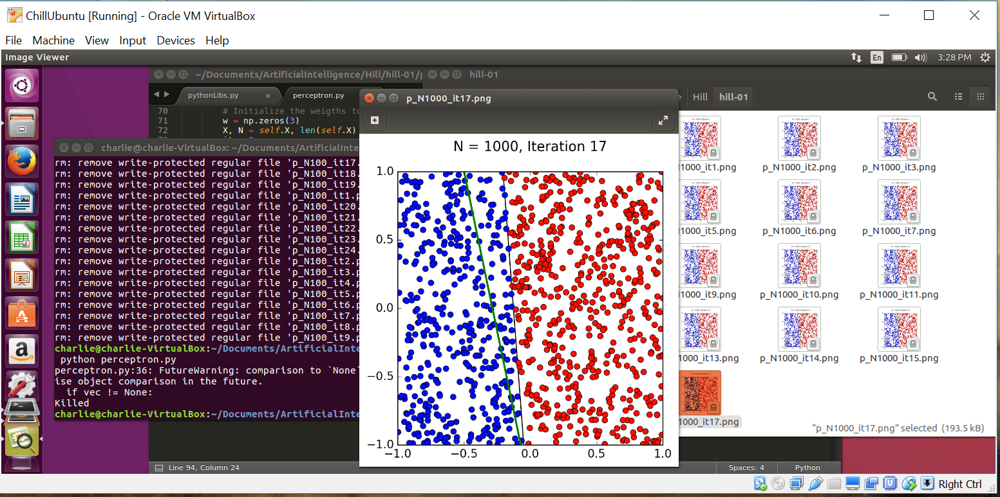 ChillUbuntu [Running] - Oracle VM VirtualBox
File Machine View Input Devices Help
Image Viewer
En
3:28 PM
~/Documents/ArtificialIntelligence/Hill/hill-01/
hill-01
pythonLibs.py
perceptron.py
70 # Initialize the weigths to
71 w = np.zeros(3)
72 X, N = self.X, len(self.X)
Hill
hill-01
charlie@charlie-VirtualBox: ~/Documents/ArtificialInte
rm: remove write-protected regular file 'p_N100_it17.
rm: remove write-protected regular file 'p_N100_it18.
rm: remove write-protected regular file 'p_N100_it19.
rm: remove write-protected regular file 'p_N100_it1.p
rm: remove write-protected regular file 'p_N100_it20.
rm: remove write-protected regular file 'p_N100_it21.
rm: remove write-protected regular file 'p_N100_it22.
rm: remove write-protected regular file 'p_N100_it23.
rm: remove write-protected regular file 'p_N100_it24.
rm: remove write-protected regular file 'p_N100_it2.p
rm: remove write-protected regular file 'p_N100_it3.p
rm: remove write-protected regular file 'p_N100_it4.p
rm: remove write-protected regular file 'p_N100_it5.p
rm: remove write-protected regular file 'p_N100_it6.p
rm: remove write-protected regular file 'p_N100_it7.p
rm: remove write-protected regular file 'p_N100_it8.p
rm: remove write-protected regular file 'p_N100_it9.p
charlie@charlie-VirtualBox:~/Documents/ArtificialInte
python perceptron.py
perceptron.py:36: FutureWarning: comparison to `None`
ise object comparison in the future.
if vec != None:
Killed
charlie@charlie-VirtualBox:~/Documents/ArtificialInte
p_N1000_it17.png
N = 1000, Iteration 17
1.0
0.5
0.0
−0.5
−1.0
−1.0 −0.5 0.0 0.5 1.0
1000_it1.png p_N1000_it2.png p_N1000_it3.png
1000_it5.png p_N1000_it6.png p_N1000_it7.png
1000_it9.png p_N1000_it10.png p_N1000_it11.png
1000_it13.png p_N1000_it14.png p_N1000_it15.png
1000_it17.png
“p_N1000_it17.png” selected (193.5 kB)
Line 94, Column 24
Spaces: 4
Python
Right Ctrl